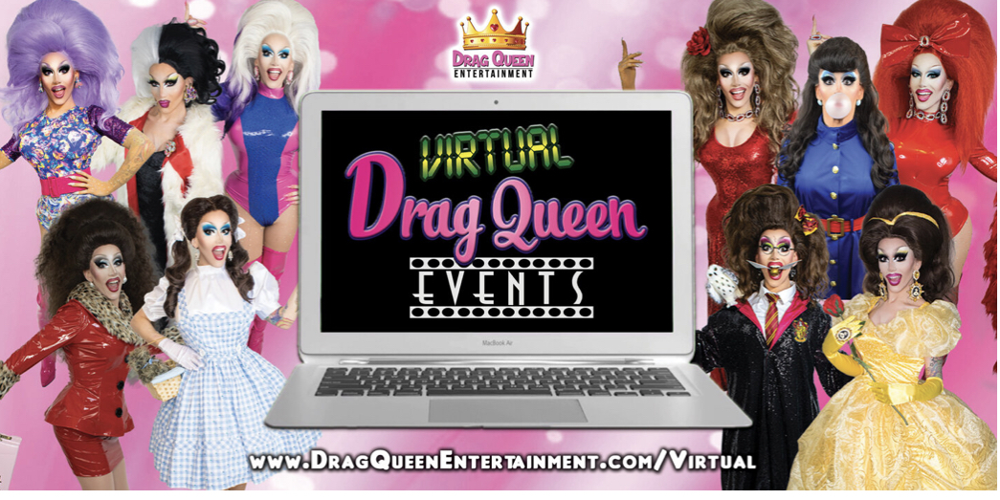 DRAG QUEEN
ENTERTAINMENT
VIRTUAL
Drag Queen
EVENTS
MacBook Air
www.DragQueenEntertainment.com/Virtual